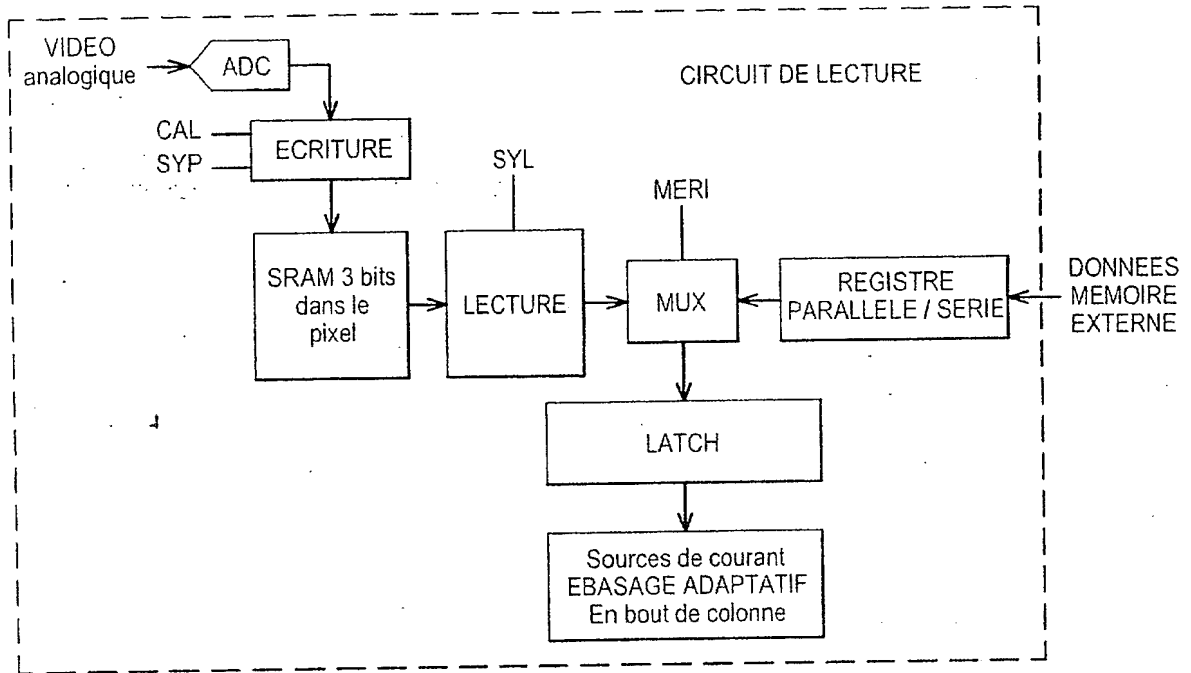 VIDEO
analogique
ADC
CIRCUIT DE LECTURE
CAL
SYP
ECRITURE
SYL
MERI
SRAM 3 bits
dans le
pixel
LECTURE
MUX
REGISTRE
PARALLELE / SERIE
DONNEES
MEMOIRE
EXTERNE
LATCH
Sources de courant
EBASAGE ADAPTATIF
En bout de colonne